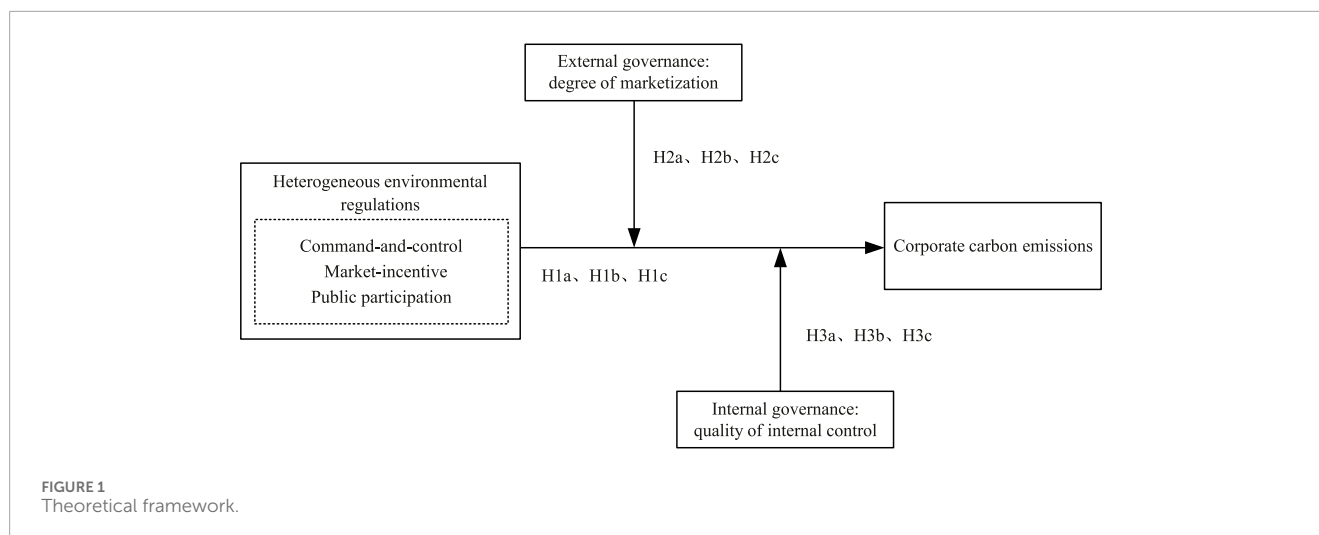 External governance:
degree of marketization
H2a、H2b、H2c
Heterogeneous environmental
regulations
Command-and-control
Market-incentive
Public participation
H1a、H1b、H1c
Corporate carbon emissions
H3a、H3b、H3c
Internal governance:
quality of internal control
FIGURE 1
Theoretical framework.